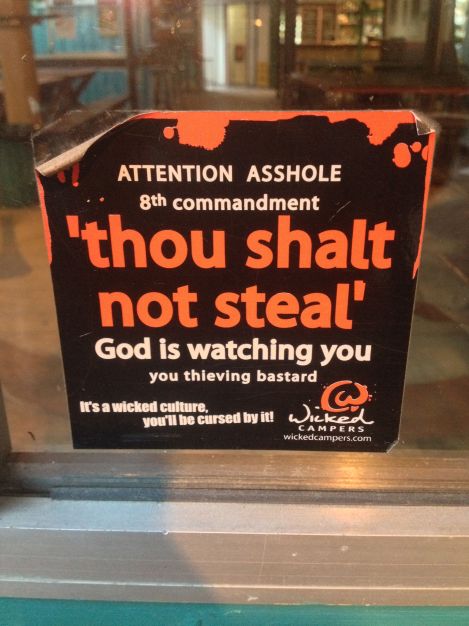 ATTENTION ASSHOLE
8th commandment
'thou shalt
not steal'
God is watching you
you thieving bastard
It's a wicked culture,
you'll be cursed by it!
Wicked
CAMPERS
wickedcampers.com